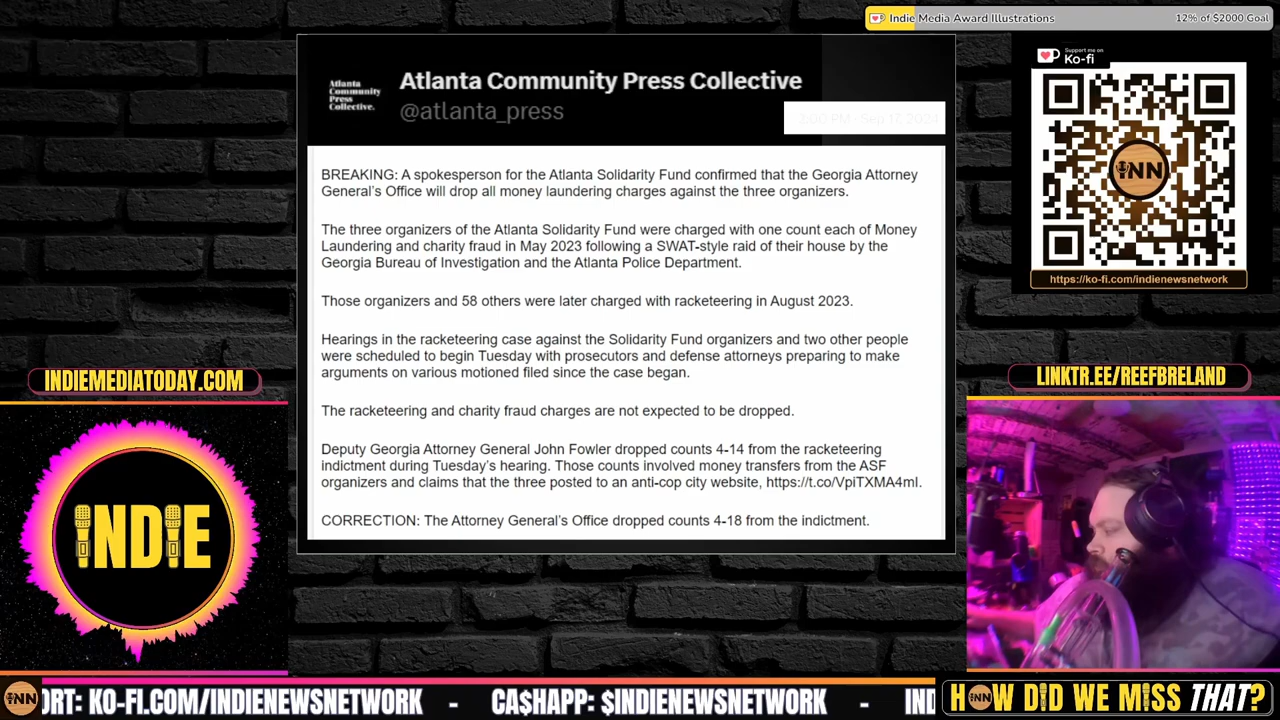 Indie Media Award Illustrations
12% of $2000 Goal
Atlanta
Community
Press
Collective.
Atlanta Community Press Collective
@atlanta_press
3:00 PM · Sep 17, 2024
BREAKING: A spokesperson for the Atlanta Solidarity Fund confirmed that the Georgia Attorney
General's Office will drop all money laundering charges against the three organizers.
The three organizers of the Atlanta Solidarity Fund were charged with one count each of Money
Laundering and charity fraud in May 2023 following a SWAT-style raid of their house by the
Georgia Bureau of Investigation and the Atlanta Police Department.
Those organizers and 58 others were later charged with racketeering in August 2023.
Hearings in the racketeering case against the Solidarity Fund organizers and two other people
were scheduled to begin Tuesday with prosecutors and defense attorneys preparing to make
arguments on various motioned filed since the case began.
The racketeering and charity fraud charges are not expected to be dropped.
Deputy Georgia Attorney General John Fowler dropped counts 4-14 from the racketeering
indictment during Tuesday's hearing. Those counts involved money transfers from the ASF
organizers and claims that the three posted to an anti-cop city website, https://t.co/VpiTXMA4mI.
CORRECTION: The Attorney General's Office dropped counts 4-18 from the indictment.
Support me on
Ko-fi
INN
https://ko-fi.com/indienewsnetwork
INDIEMEDIATODAY.COM
LINKTR.EE/REEFBRELAND
INDIE
INN
ORT: KO-FI.COM/INDIENEWSNETWORK - CA$HAPP: $INDIENEWSNETWORK - IND
HOW DID WE MISS THAT?
INN